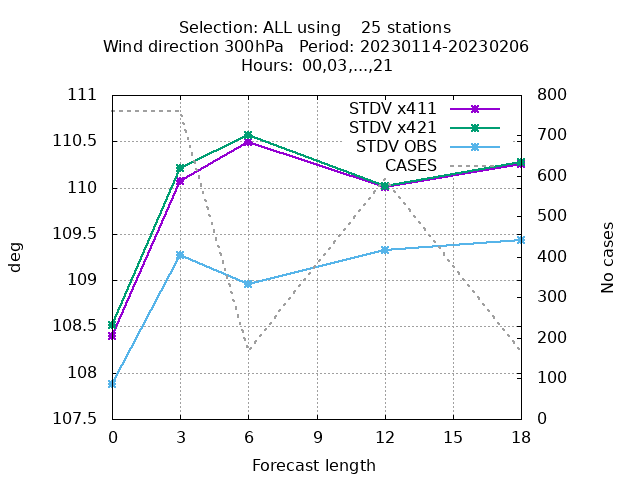 Selection: ALL using    25 stations
Wind direction 300hPa   Period: 20230114-20230206
Hours:  00,03,...,21
STDV x411
STDV x421
STDV OBS
CASES
111
110.5
110
109.5
109
108.5
108
107.5
deg
800
700
600
500
400
300
200
100
0
No cases
0 3 6 9 12 15 18
Forecast length